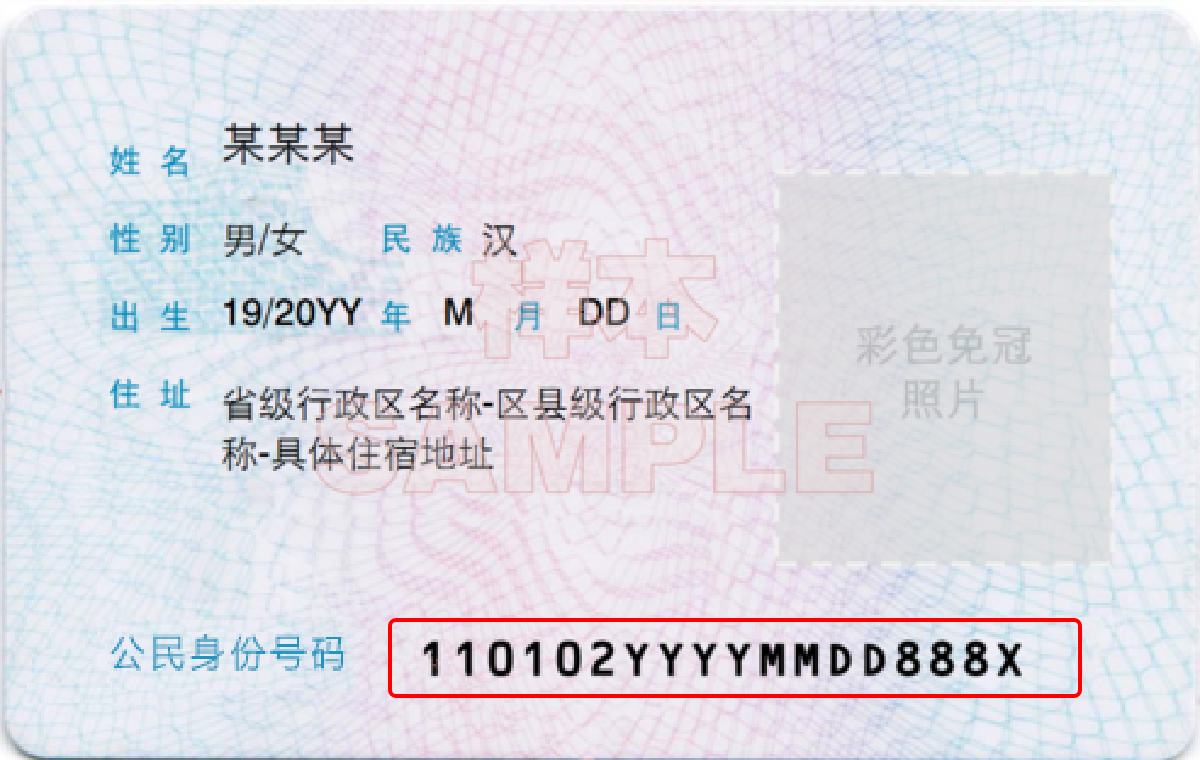 姓名 某某某
性别 男/女 民族 汉
出生 19/20YY 年 M 月 DD 日
住址 省级行政区名称-区县级行政区名
称-具体住宿地址
样本
SAMPLE
彩色免冠
照片
公民身份号码 110102YYYYMMDD888X